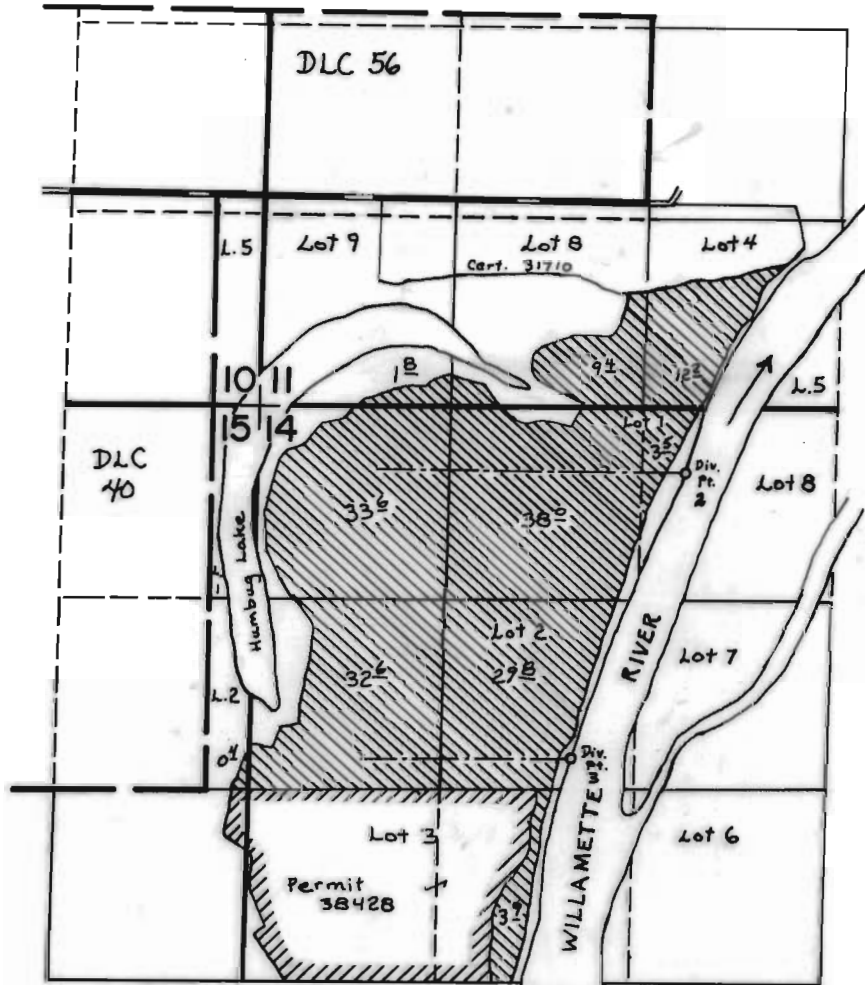 DLC 56
L.5
Lot 9
Lot 8
Lot 4
Cert. 31710
1 8
9 4
12 2
10 11
15 14
L.5
Lot 1
3 5
DLC
40
Div.
Pt.
2
Lot 8
33 6
Humbug Lake
Lot 2
32 6
29 8
RIVER
Lot 7
L.2
0 4
Div.
Pt.
Lot 3
Lot 6
Permit
38428
WILLAMETTE